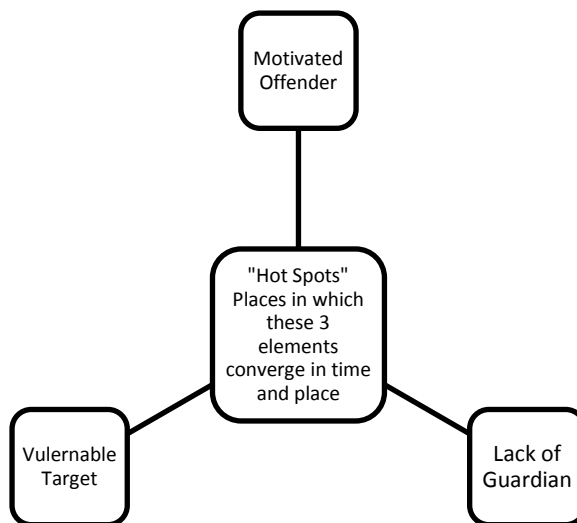 Motivated
Offender
"Hot Spots"
Places in which
these 3
elements
converge in time
and place
Vulernable
Target
Lack of
Guardian